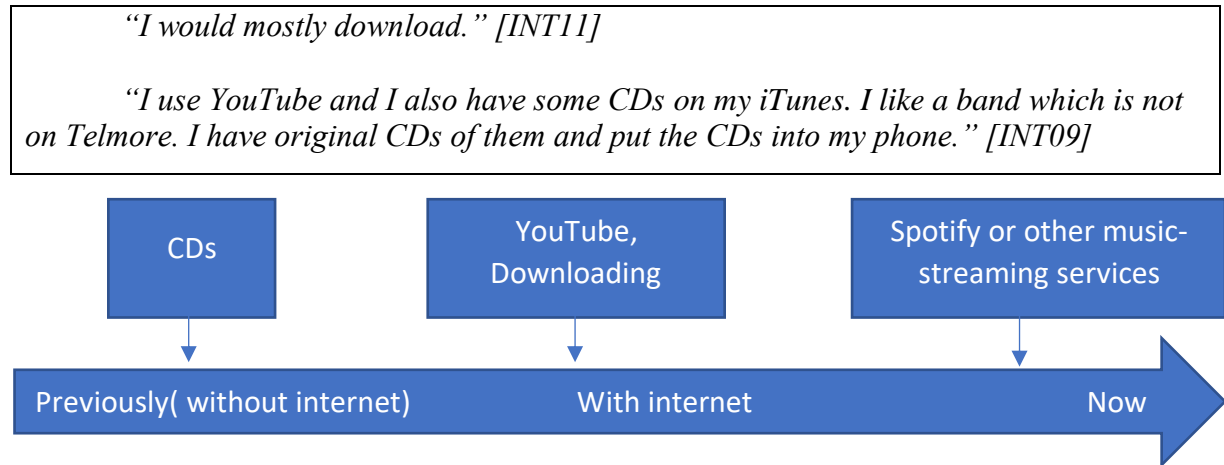 “I would mostly download.” [INT11]
“I use YouTube and I also have some CDs on my iTunes. I like a band which is not
on Telmore. I have original CDs of them and put the CDs into my phone.” [INT09]
CDs
YouTube,
Downloading
Spotify or other music-
streaming services
Previously( without internet)
With internet
Now